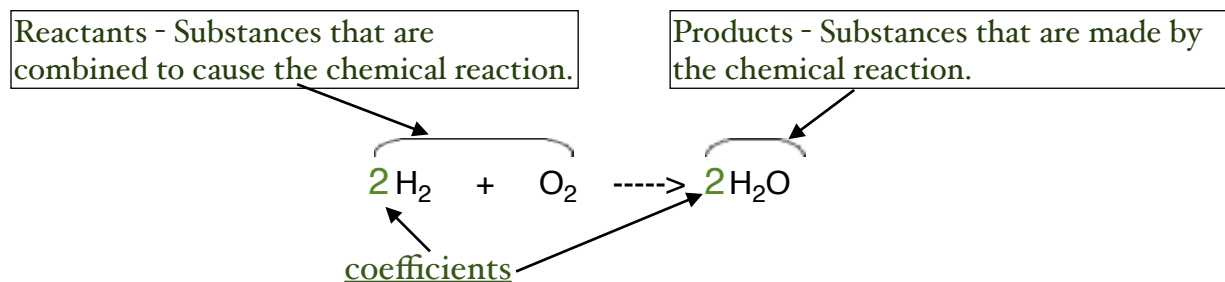 Reactants - Substances that are
combined to cause the chemical reaction.
Products - Substances that are made by
the chemical reaction.
2H₂ + O₂ -----> 2H₂O
coefficients